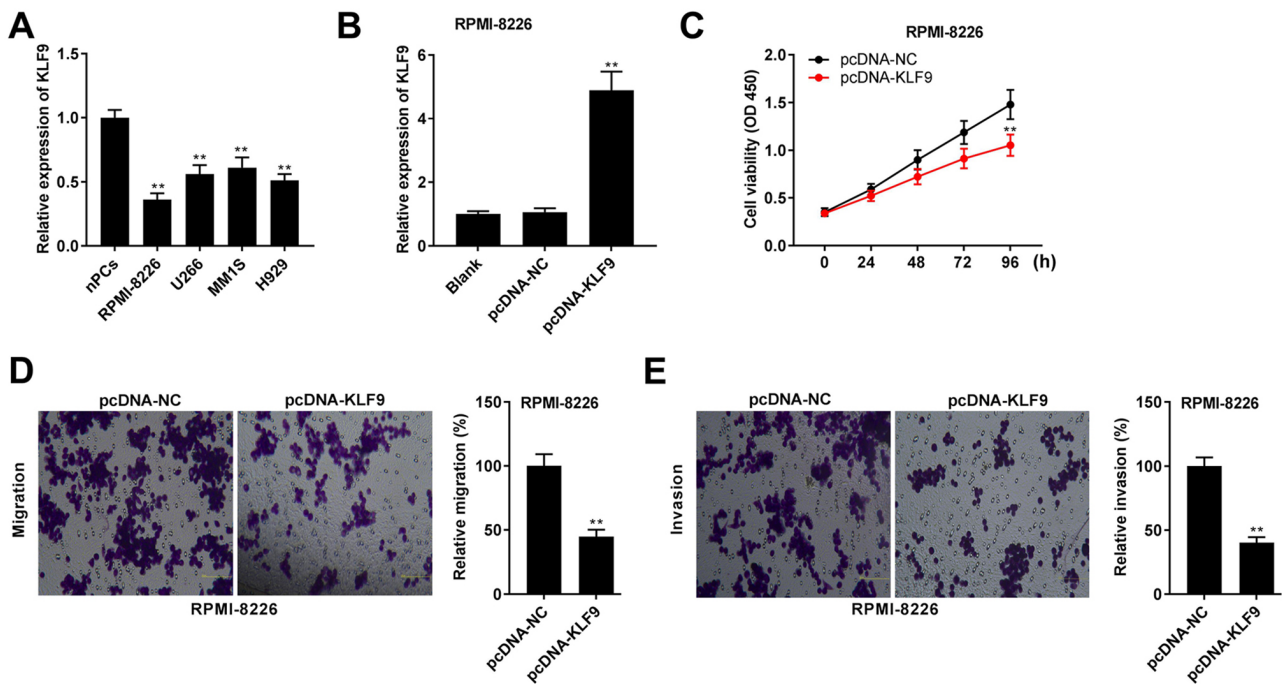 A
Relative expression of KLF9
1.5
1.0
0.5
0.0
**
**
**
**
nPCs
RPMI-8226
U266
MM1S
H929
B
RPMI-8226
Relative expression of KLF9
6
4
2
0
**
Blank
pcDNA-NC
pcDNA-KLF9
C
RPMI-8226
pcDNA-NC
pcDNA-KLF9
Cell viability (OD 450)
2.0
1.5
1.0
0.5
0.0
**
0 24 48 72 96 (h)
D
pcDNA-NC pcDNA-KLF9
Migration
RPMI-8226
RPMI-8226
Relative migration (%)
150
100
50
0
**
pcDNA-NC
pcDNA-KLF9
E
pcDNA-NC pcDNA-KLF9
Invasion
RPMI-8226
RPMI-8226
Relative invasion (%)
150
100
50
0
**
pcDNA-NC
pcDNA-KLF9